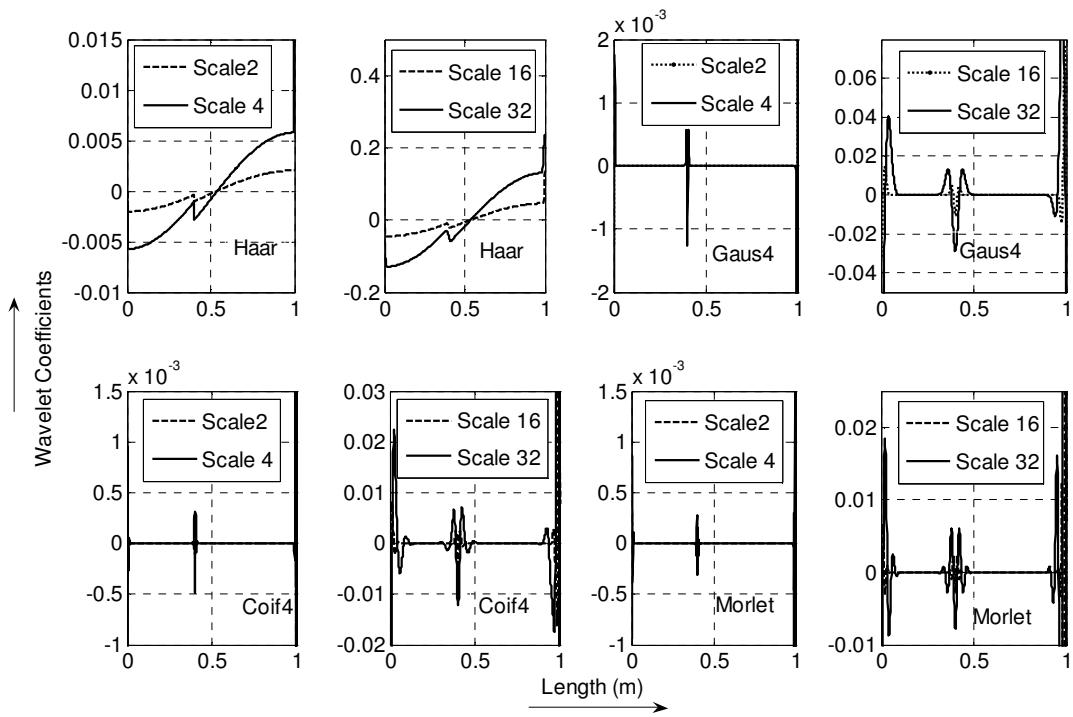 Wavelet Coefficients
0.015
0.01
0.005
0
-0.005
-0.01
0 0.5 1
Scale2
Scale 4
Haar
0.4
0.2
0
-0.2
0 0.5 1
Scale 16
Scale 32
Haar
x 10-3
2
1
0
-1
-2
0 0.5 1
Scale2
Scale 4
Gaus4
0.06
0.04
0.02
0
-0.02
-0.04
0 0.5 1
Scale 16
Scale 32
Gaus4
x 10-3
1.5
1
0.5
0
-0.5
-1
0 0.5 1
Scale2
Scale 4
Coif4
0.03
0.02
0.01
0
-0.01
-0.02
0 0.5 1
Scale 16
Scale 32
Coif4
x 10-3
1.5
1
0.5
0
-0.5
-1
0 0.5 1
Scale2
Scale 4
Morlet
0.02
0.01
0
-0.01
0 0.5 1
Scale 16
Scale 32
Morlet
Length (m)